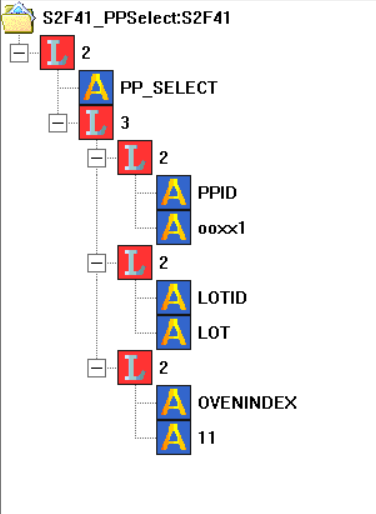 S2F41_PPSelect:S2F41
L 2
A PP_SELECT
L 3
L 2
A PPID
A ooxx1
L 2
A LOTID
A LOT
L 2
A OVENINDEX
A 11